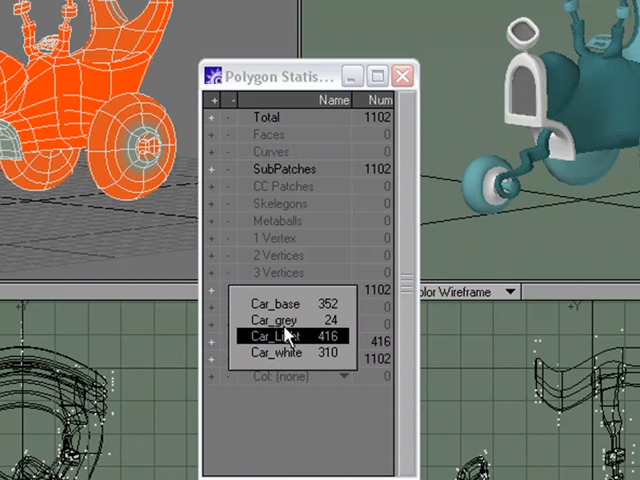 Polygon Statis...
+ - Name Num
+ - Total 1102
+ - Faces 0
+ - Curves 0
+ - SubPatches 1102
+ - CC Patches 0
+ - Skelegons 0
+ - Metaballs 0
+ - 1 Vertex 0
+ - 2 Vertices 0
+ - 3 Vertices 0
+ 1102
Car_base 352
+ 0
Car_grey 24
+ 0
416
+ 416
Car_white 310
+ 1102
+ - Col: (none) 0
olor Wireframe
+Y
+Y